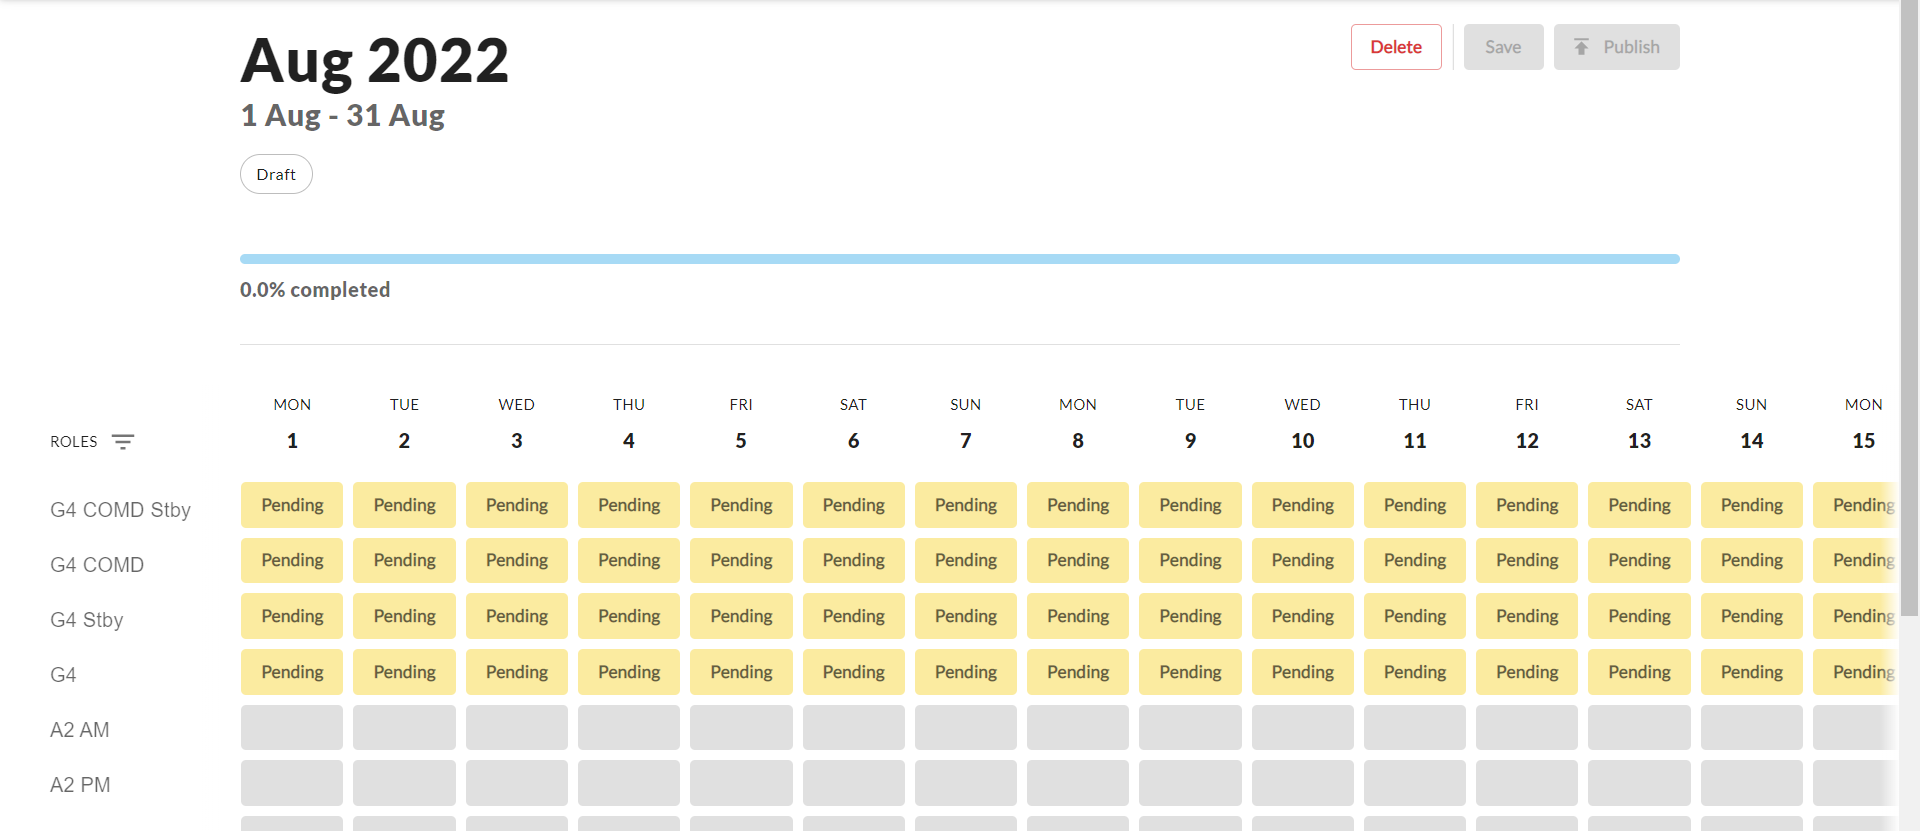 Aug 2022
1 Aug - 31 Aug
Delete Save Publish
Draft
0.0% completed
MON TUE WED THU FRI SAT SUN MON TUE WED THU FRI SAT SUN MON
ROLES 1 2 3 4 5 6 7 8 9 10 11 12 13 14 15
G4 COMD Stby Pending Pending Pending Pending Pending Pending Pending Pending Pending Pending Pending Pending Pending Pending Pending
G4 COMD Pending Pending Pending Pending Pending Pending Pending Pending Pending Pending Pending Pending Pending Pending Pending
G4 Stby Pending Pending Pending Pending Pending Pending Pending Pending Pending Pending Pending Pending Pending Pending Pending
G4 Pending Pending Pending Pending Pending Pending Pending Pending Pending Pending Pending Pending Pending Pending Pending
A2 AM
A2 PM